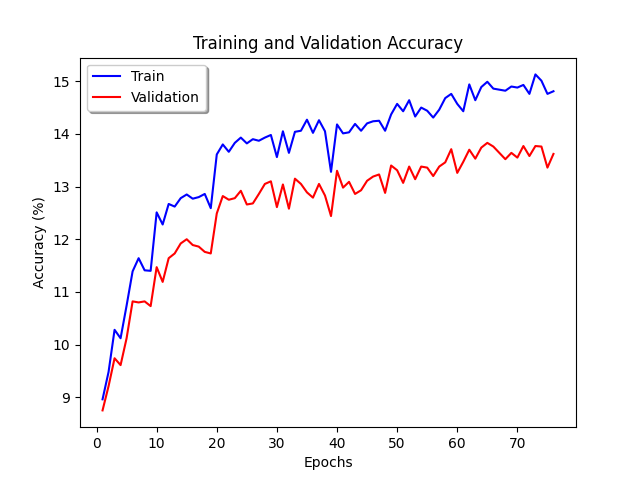 Training and Validation Accuracy
Train
Validation
Accuracy (%)
15
14
13
12
11
10
9
0 10 20 30 40 50 60 70
Epochs